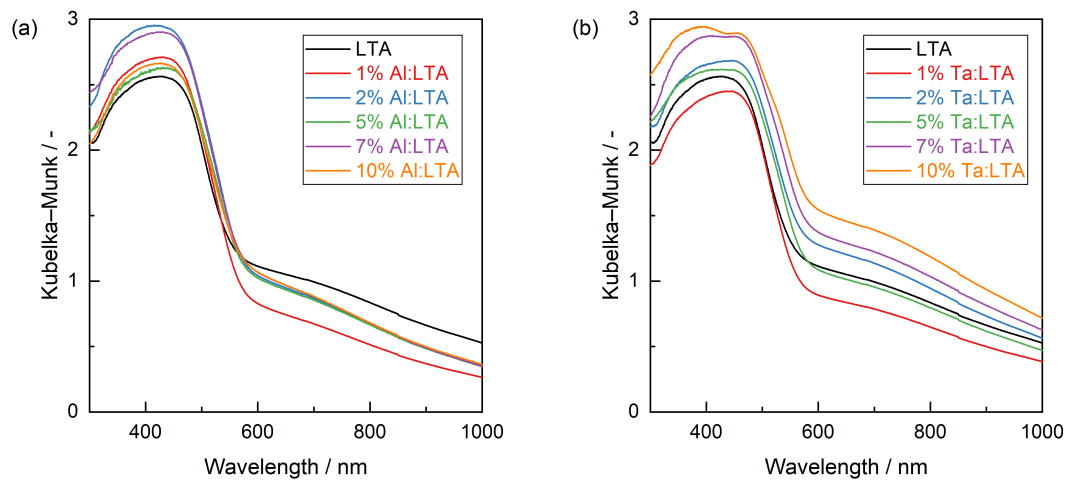 (a)
3
2
1
0
Kubelka–Munk / -
400
600
800
1000
Wavelength / nm
LTA
1% Al:LTA
2% Al:LTA
5% Al:LTA
7% Al:LTA
10% Al:LTA
(b)
3
2
1
0
Kubelka–Munk / -
400
600
800
1000
Wavelength / nm
LTA
1% Ta:LTA
2% Ta:LTA
5% Ta:LTA
7% Ta:LTA
10% Ta:LTA